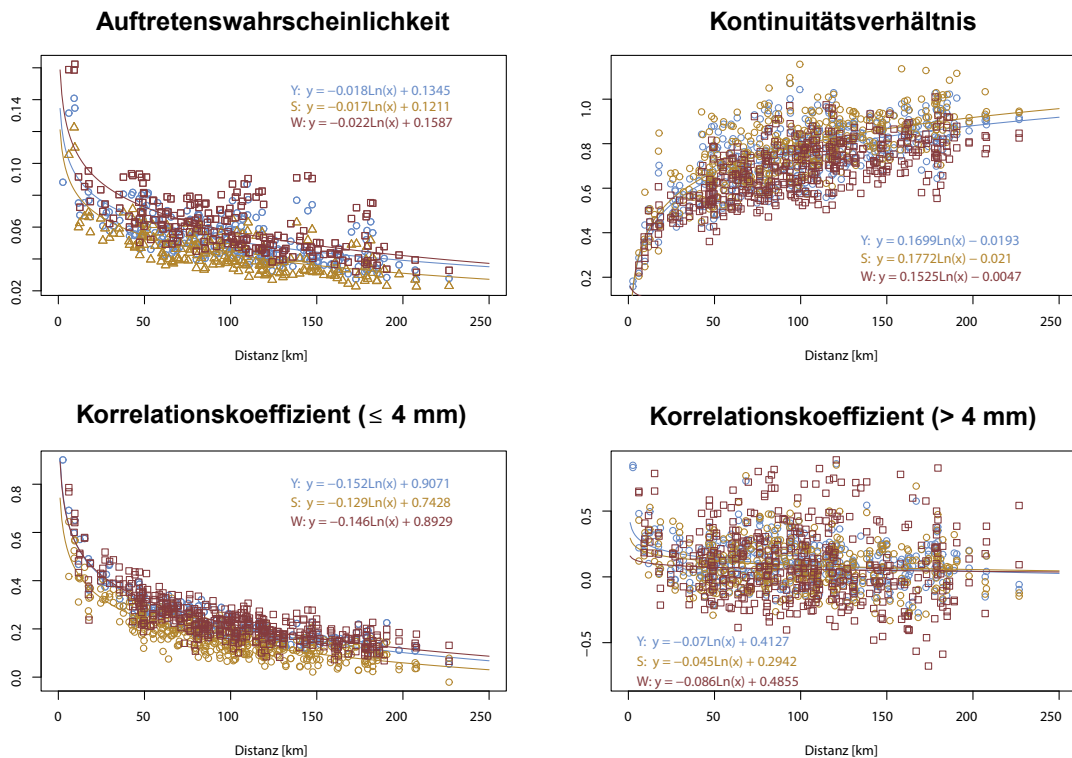 Auftretenswahrscheinlichkeit
0.14
0.10
0.06
0.02
Y: y = −0.018Ln(x) + 0.1345
S: y = −0.017Ln(x) + 0.1211
W: y = −0.022Ln(x) + 0.1587
0 50 100 150 200 250
Distanz [km]
Kontinuitätsverhältnis
1.0
0.8
0.6
0.4
0.2
Y: y = 0.1699Ln(x) − 0.0193
S: y = 0.1772Ln(x) − 0.021
W: y = 0.1525Ln(x) − 0.0047
0 50 100 150 200 250
Distanz [km]
Korrelationskoeffizient (≤ 4 mm)
0.8
0.6
0.4
0.2
0.0
Y: y = −0.152Ln(x) + 0.9071
S: y = −0.129Ln(x) + 0.7428
W: y = −0.146Ln(x) + 0.8929
0 50 100 150 200 250
Distanz [km]
Korrelationskoeffizient (> 4 mm)
0.5
0.0
−0.5
Y: y = −0.07Ln(x) + 0.4127
S: y = −0.045Ln(x) + 0.2942
W: y = −0.086Ln(x) + 0.4855
0 50 100 150 200 250
Distanz [km]